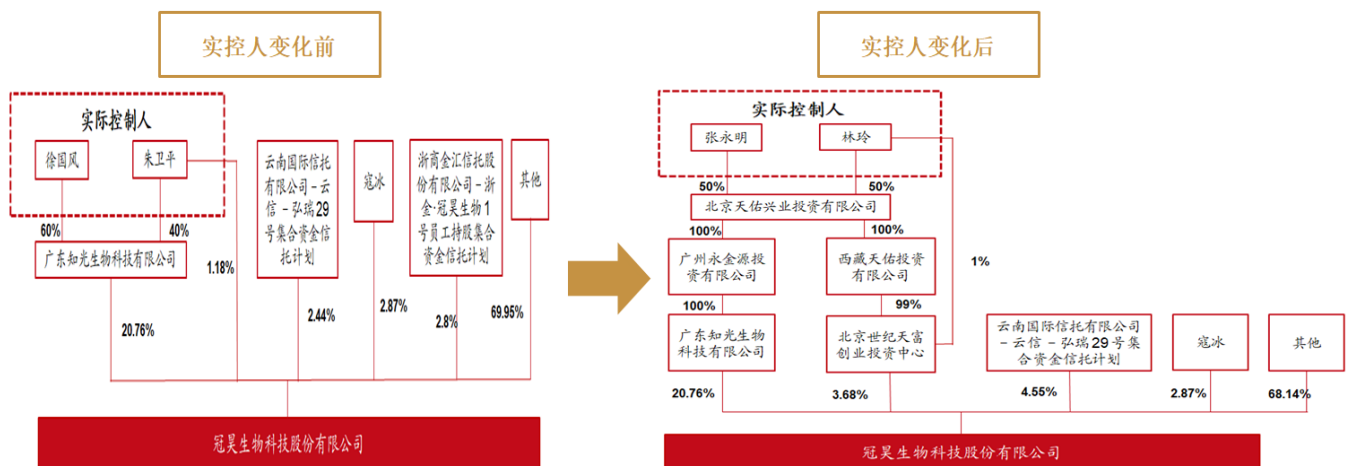 实控人变化前
实际控制人
徐国风
朱卫平
60%
40%
广东知光生物科技有限公司
1.18%
20.76%
云南国际信托
有限公司－云
信－弘瑞29
号集合资金信
托计划
2.44%
寇冰
2.87%
浙商金汇信托股
份有限公司－浙
金·冠昊生物1
号员工持股集合
资金信托计划
2.8%
其他
69.95%
冠昊生物科技股份有限公司
实控人变化后
实际控制人
张永明
林玲
50%
50%
北京天佑兴业投资有限公司
100%
100%
广州永金源投
资有限公司
西藏天佑投资
有限公司
1%
100%
99%
广东知光生物
科技有限公司
北京世纪天富
创业投资中心
云南国际信托有限公司
－云信－弘瑞29号集
合资金信托计划
寇冰
其他
20.76%
3.68%
4.55%
2.87%
68.14%
冠昊生物科技股份有限公司